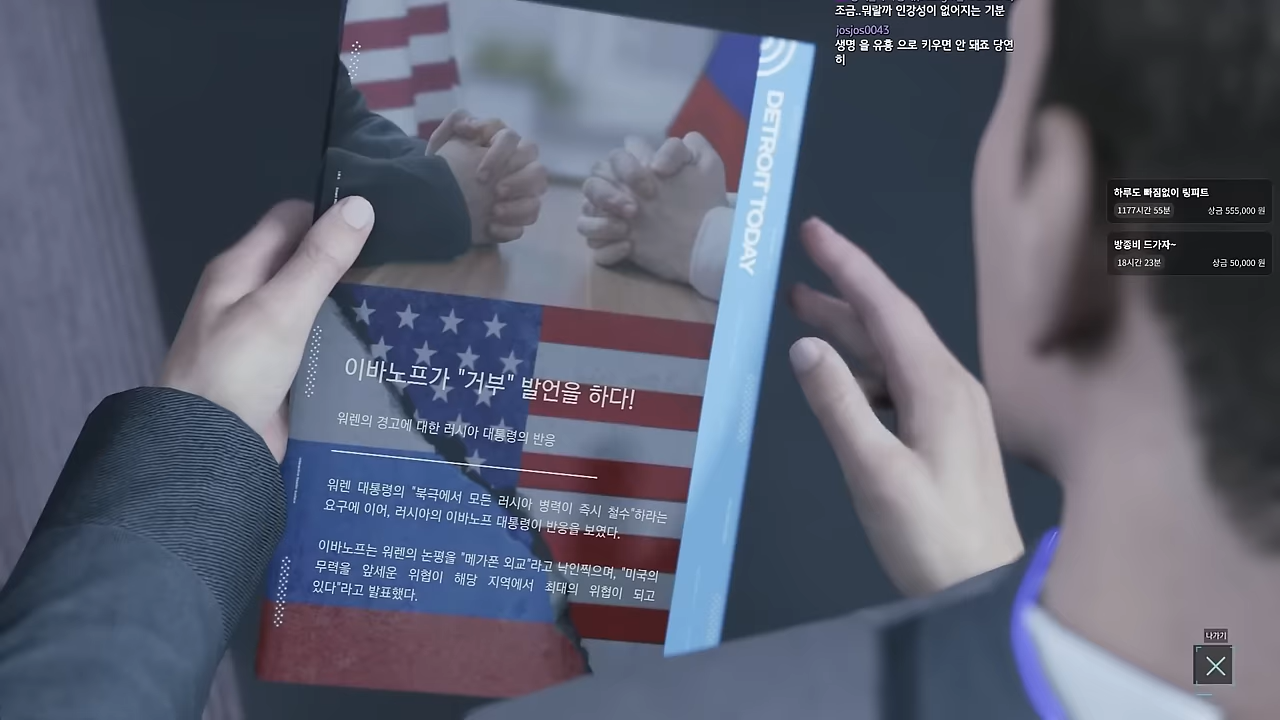 조금..뭐랄까 인강성이 없어지는 기분
josjos0043
생명 을 유흥 으로 키우면 안 돼죠 당연
히
DETROIT TODAY
하루도 빠짐없이 링피트
1177시간 55분
상금 555,000 원
방종비 드가자~
18시간 23분
상금 50,000 원
이바노프가 "거부" 발언을 하다!
워렌의 경고에 대한 러시아 대통령의 반응
워렌 대통령의 "북극에서 모든 러시아 병력이 즉시 철수"하라는
요구에 이어, 러시아의 이바노프 대통령이 반응을 보였다.
이바노프는 워렌의 논평을 "메가폰 외교"라고 낙인찍으며, "미국의
무력을 앞세운 위협이 해당 지역에서 최대의 위협이 되고
있다"라고 발표했다.
나가기